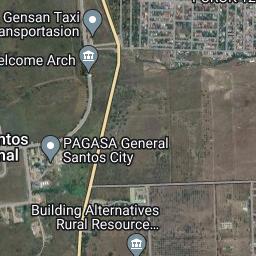 Gensan Taxi
ansportasion
elcome Arch
ntos
nal
PAGASA General
Santos City
Building Alternatives
Rural Resource...